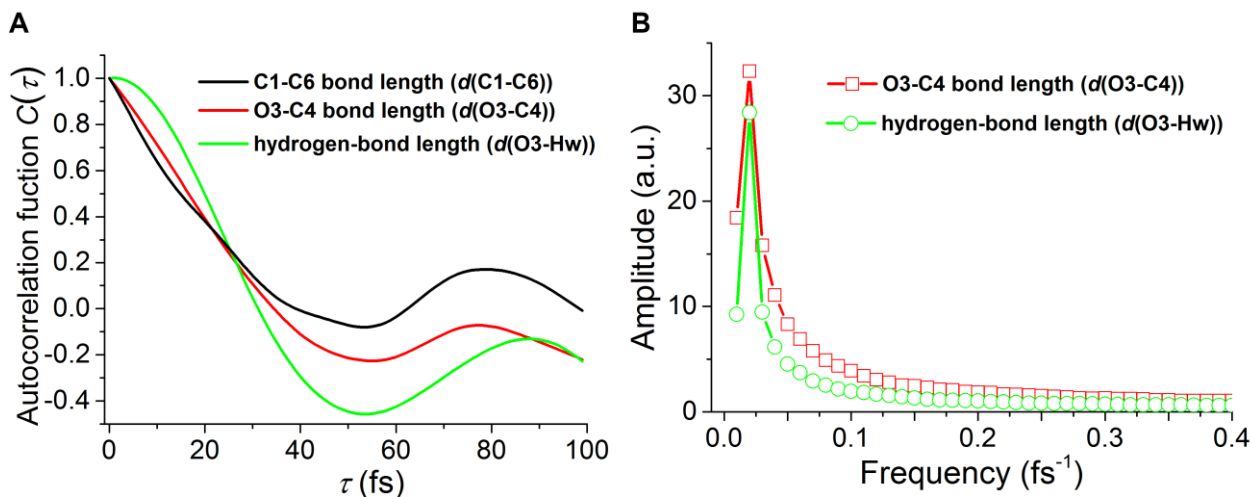 A
C1-C6 bond length (d(C1-C6))
O3-C4 bond length (d(O3-C4))
hydrogen-bond length (d(O3-Hw))
Autocorrelation fuction C(τ)
1.0
0.8
0.6
0.4
0.2
0.0
-0.2
-0.4
0 20 40 60 80 100
τ (fs)
B
O3-C4 bond length (d(O3-C4))
hydrogen-bond length (d(O3-Hw))
Amplitude (a.u.)
30
20
10
0
0.0 0.1 0.2 0.3 0.4
Frequency (fs⁻¹)